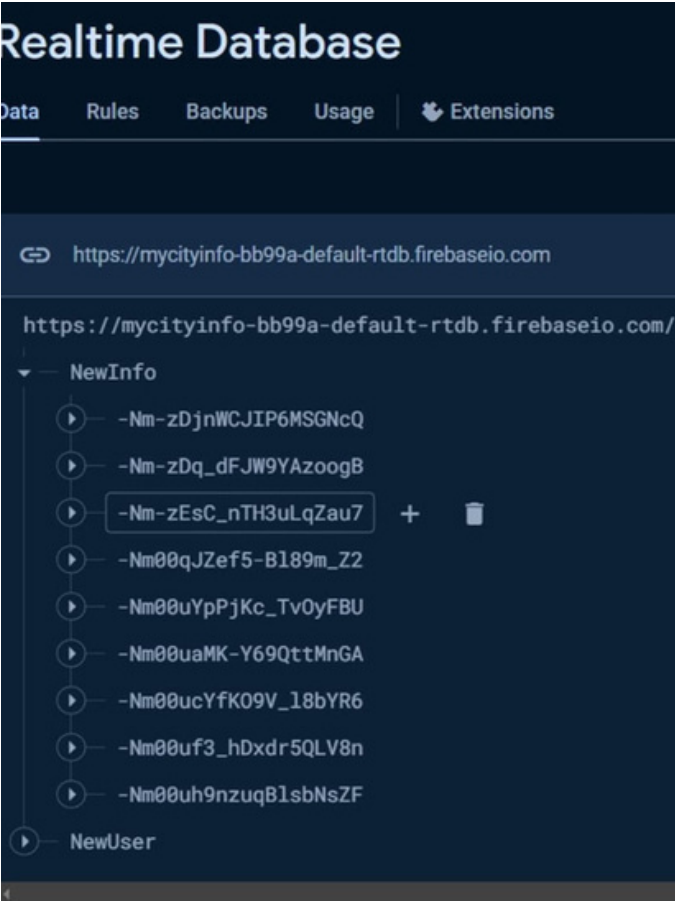 Realtime Database
Data Rules Backups Usage Extensions
https://mycityinfo-bb99a-default-rtdb.firebaseio.com
https://mycityinfo-bb99a-default-rtdb.firebaseio.com/
NewInfo
-Nm-zDjnWCJIP6MSGNcQ
-Nm-zDq_dFJW9YAzoogB
-Nm-zEsC_nTH3uLqZau7
-Nm00qJZef5-Bl89m_Z2
-Nm00uYpPjKc_TvOyFBU
-Nm00uaMK-Y69QttMnGA
-Nm00ucYfKO9V_l8bYR6
-Nm00uf3_hDxdr5QLV8n
-Nm00uh9nzuqBlsbNsZF
NewUser